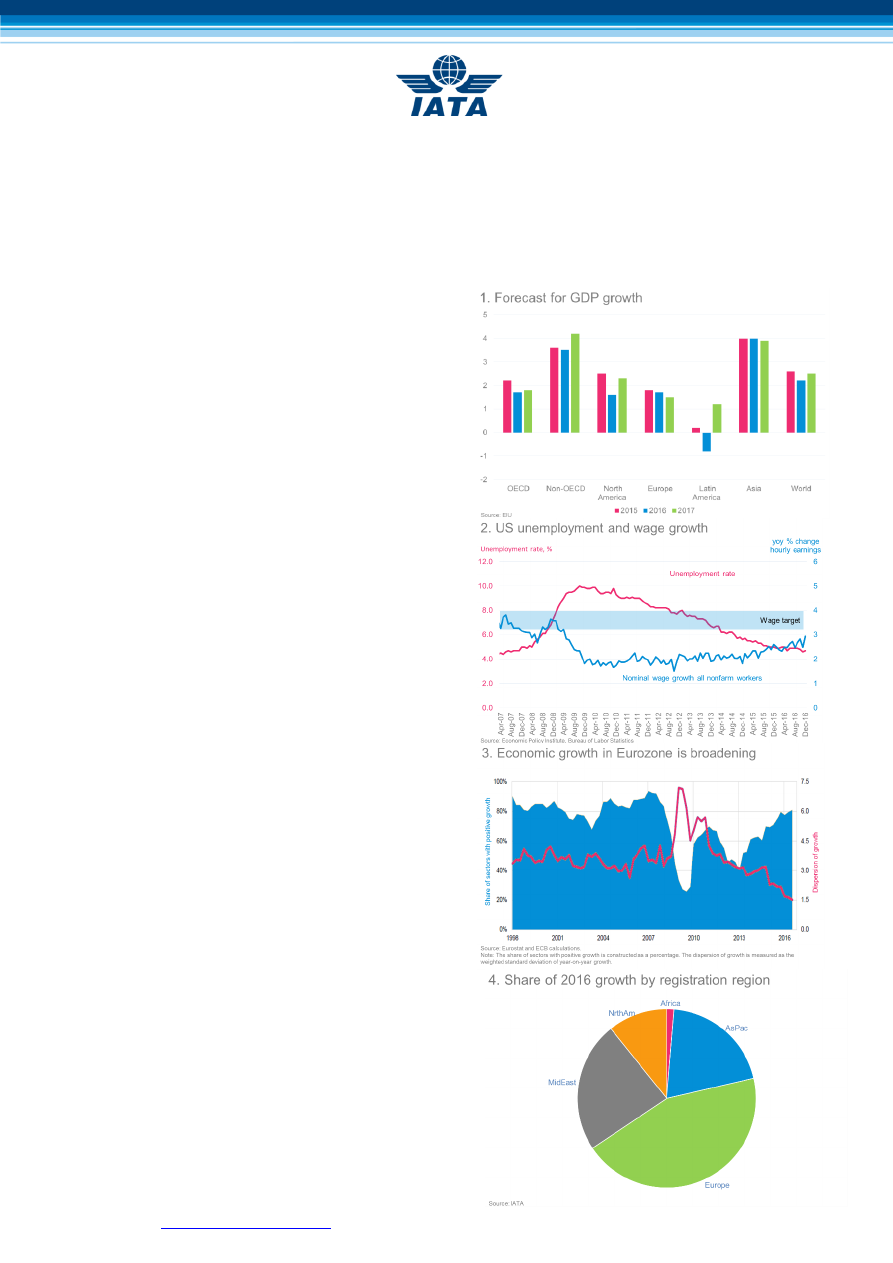 IATA
1. Forecast for GDP growth
5
4
3
2
1
0
-1
-2
OECD Non-OECD North America Europe Latin America Asia World
2015 2016 2017
Source: EIU
2. US unemployment and wage growth
Unemployment rate, %
yoy % change
hourly earnings
12.0 6
Unemployment rate
10.0 5
8.0 4
Wage target
6.0 3
4.0 2
Nominal wage growth all nonfarm workers
2.0 1
0.0 0
Apr-07 Aug-07 Dec-07 Apr-08 Aug-08 Dec-08 Apr-09 Aug-09 Dec-09 Apr-10 Aug-10 Dec-10 Apr-11 Aug-11 Dec-11 Apr-12 Aug-12 Dec-12 Apr-13 Aug-13 Dec-13 Apr-14 Aug-14 Dec-14 Apr-15 Aug-15 Dec-15 Apr-16 Aug-16 Dec-16
Source: Economic Policy Institute, Bureau of Labor Statistics
3. Economic growth in Eurozone is broadening
Share of sectors with positive growth
Dispersion of growth
100% 7.5
80% 6.0
60% 4.5
40% 3.0
20% 1.5
0% 0.0
1998 2001 2004 2007 2010 2013 2016
Source: Eurostat and ECB calculations.
Note: The share of sectors with positive growth is constructed as a percentage. The dispersion of growth is measured as the
weighted standard deviation of year-on-year growth
4. Share of 2016 growth by registration region
Africa
NrthAm
AsPac
MidEast
Europe
Source: IATA